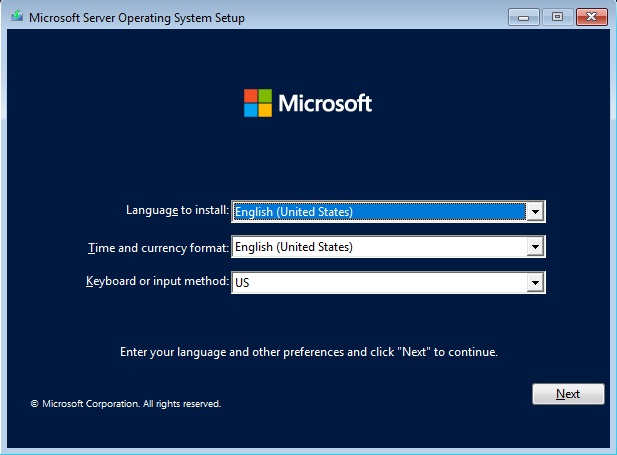 Microsoft Server Operating System Setup
Microsoft
Language to install: English (United States)
Time and currency format: English (United States)
Keyboard or input method: US
Enter your language and other preferences and click "Next" to continue.
Next
© Microsoft Corporation. All rights reserved.